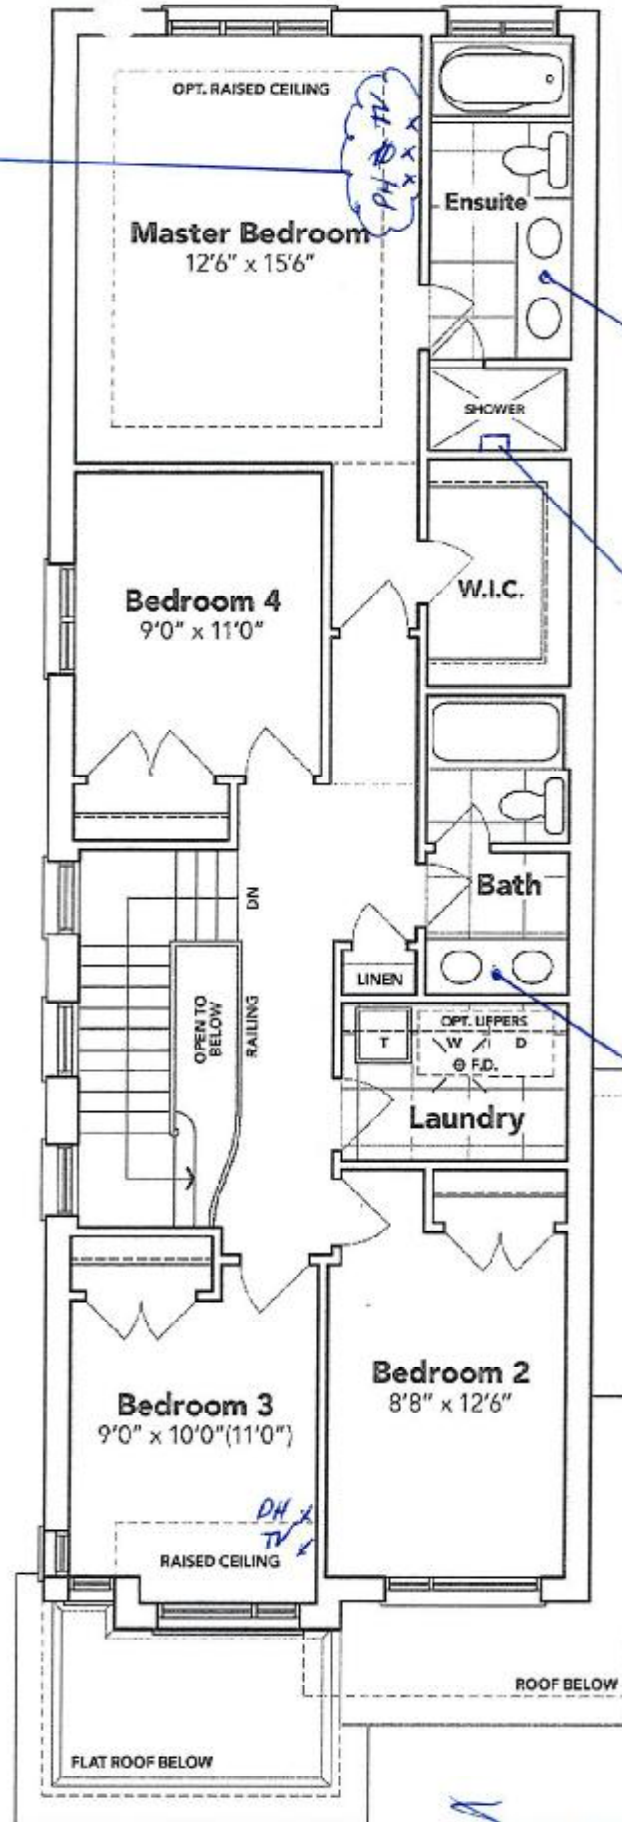 OPT. RAISED CEILING
TV
PH
Ensuite
Master Bedroom
12'6" x 15'6"
SHOWER
W.I.C.
Bedroom 4
9'0" x 11'0"
Bath
DN
LINEN
OPEN TO
BELOW
RAILING
OPT. UPPERS
T
W
D
F.D.
Laundry
Bedroom 2
8'8" x 12'6"
Bedroom 3
9'0" x 10'0"(11'0")
PH
TV
RAISED CEILING
ROOF BELOW
FLAT ROOF BELOW